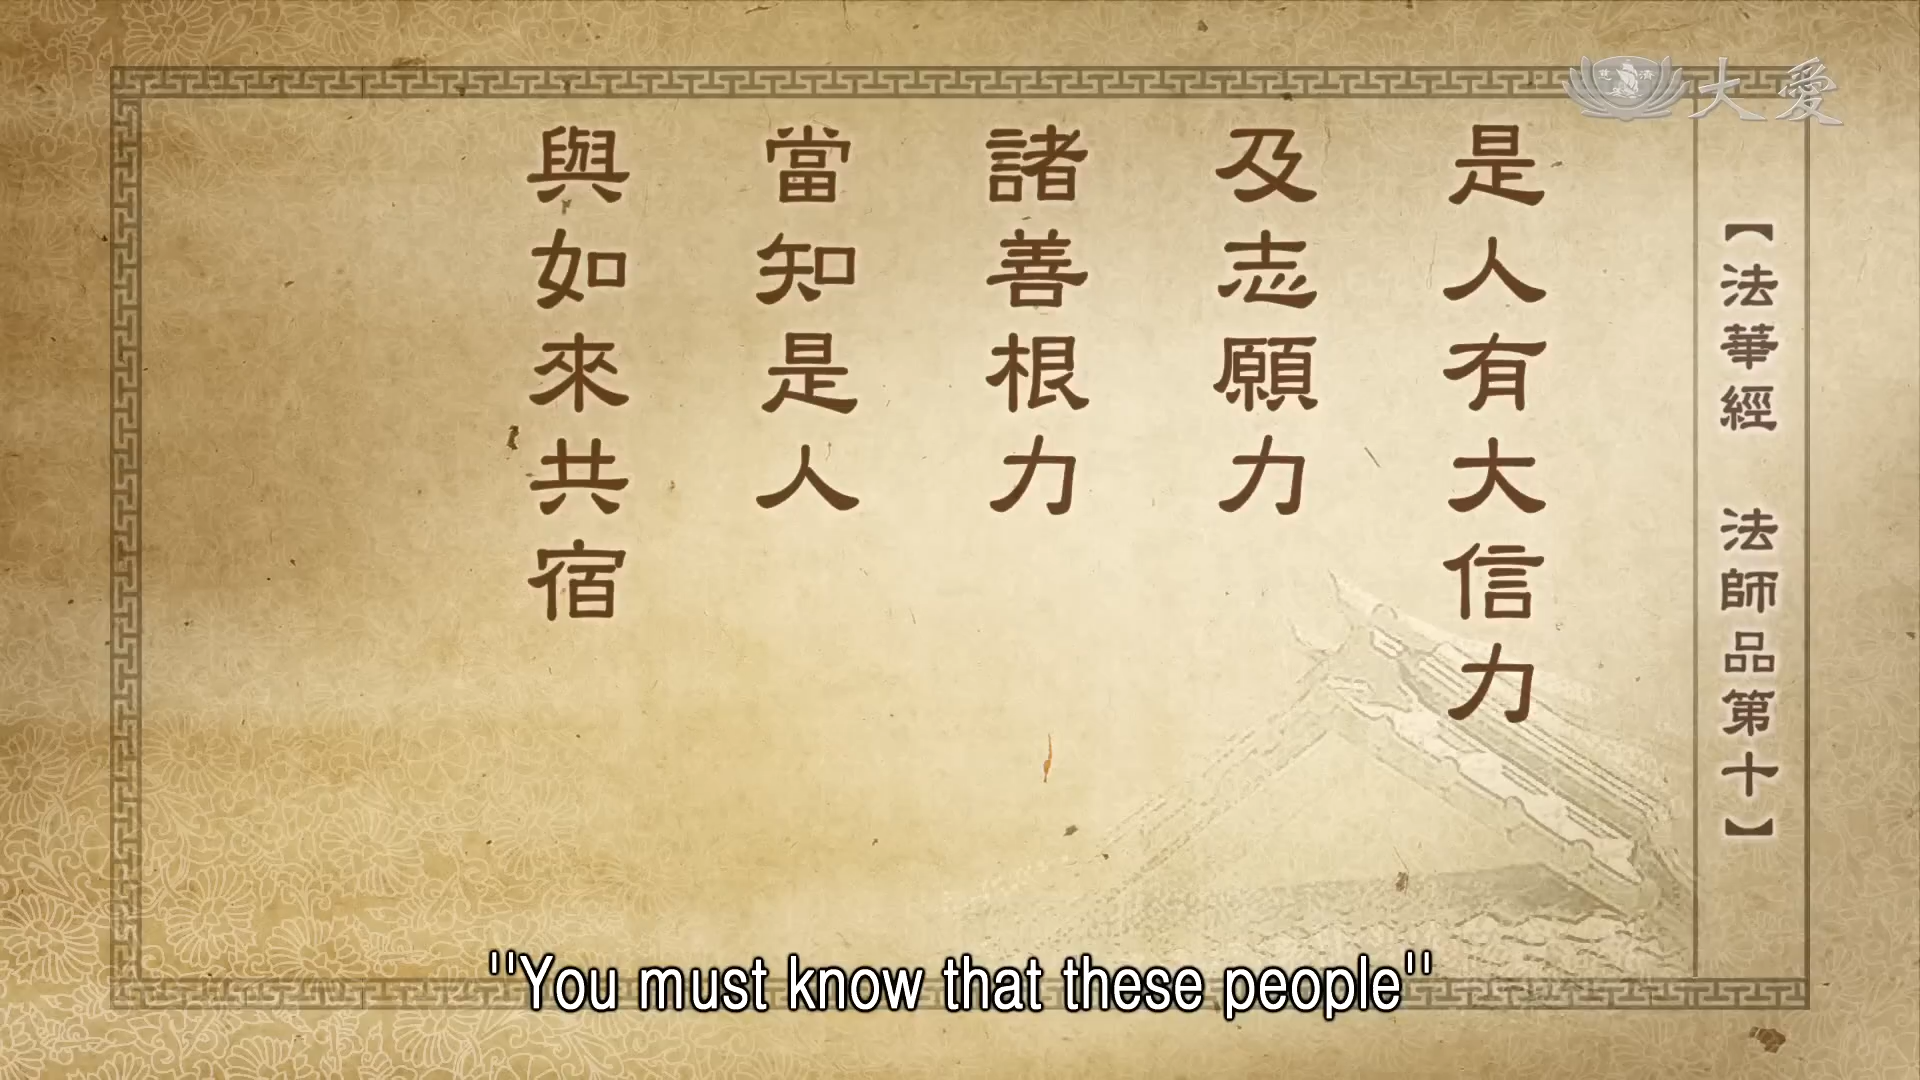 大愛
慈濟
【法華經 法師品第十】
是人有大信力
及志願力
諸善根力
當知是人
與如來共宿
"You must know that these people"